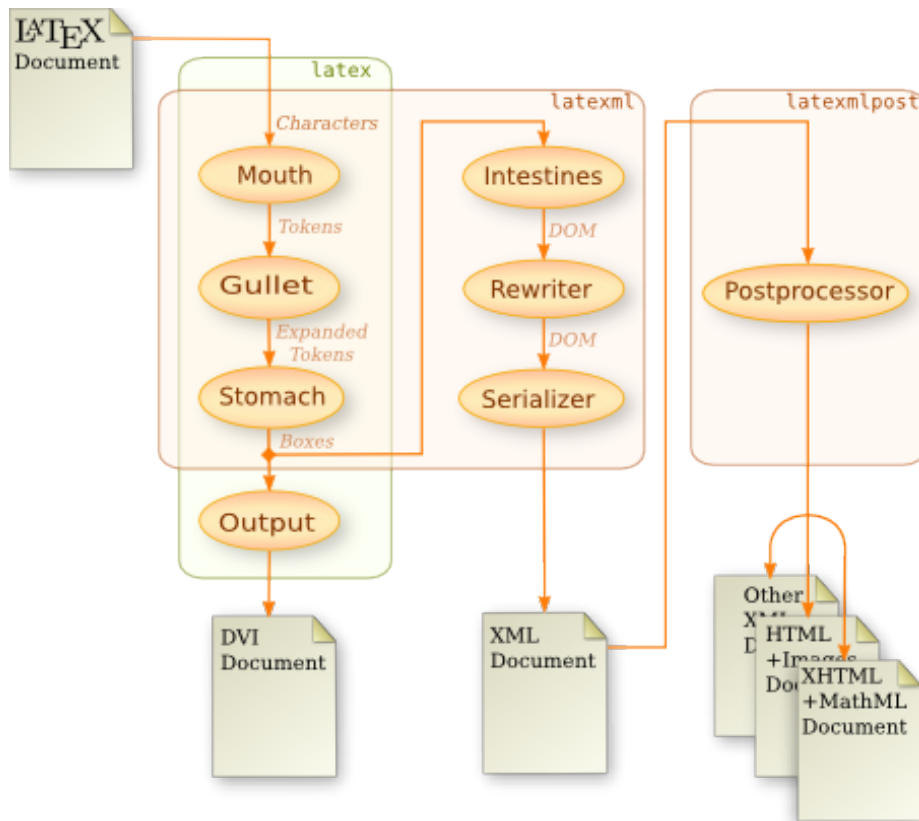 LATEX
Document
latex
latexml
latexmlpost
Characters
Mouth
Intestines
Tokens
DOM
Gullet
Rewriter
Postprocessor
Expanded
Tokens
DOM
Stomach
Serializer
Boxes
Output
DVI
Document
XML
Document
Other
HTML
+Images
XHTML
+MathML
Document